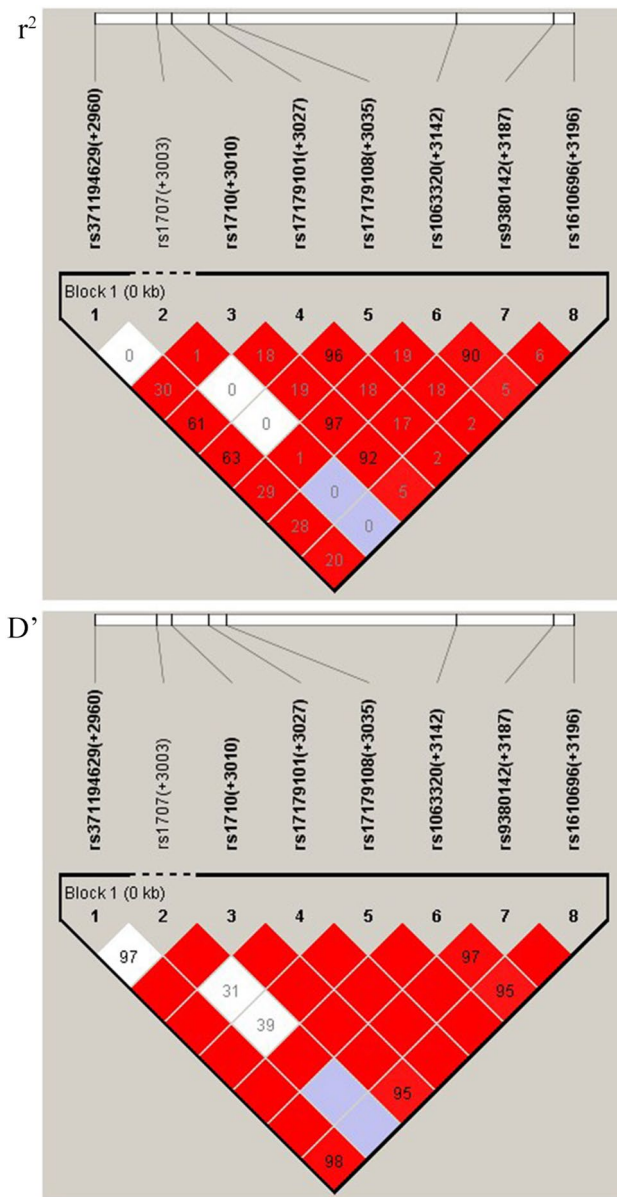 r²
rs371194629(+2960)
rs1707(+3003)
rs1710(+3010)
rs17179101(+3027)
rs17179108(+3035)
rs1063320(+3142)
rs9380142(+3187)
rs1610696(+3196)
Block 1 (0 kb)
1 2 3 4 5 6 7 8
0 1 18 96 19 90 6
30 0 19 18 18 5
61 0 97 17 2
63 1 92 2
29 0 5
28 0
20
D’
rs371194629(+2960)
rs1707(+3003)
rs1710(+3010)
rs17179101(+3027)
rs17179108(+3035)
rs1063320(+3142)
rs9380142(+3187)
rs1610696(+3196)
Block 1 (0 kb)
1 2 3 4 5 6 7 8
97 97
31 95
39
95
98